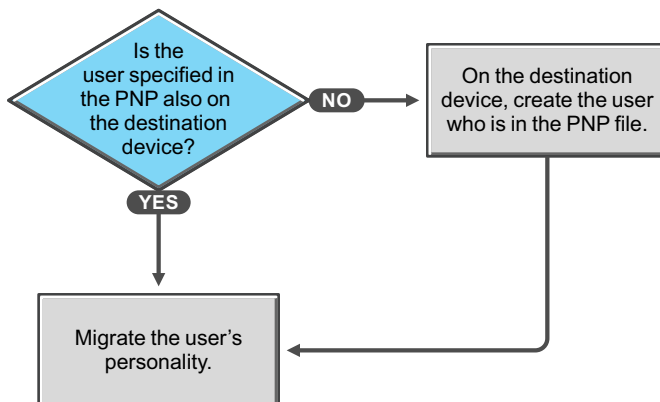 Is the
user specified in
the PNP also on
the destination
device?
NO
On the destination
device, create the user
who is in the PNP file.
YES
Migrate the user’s
personality.